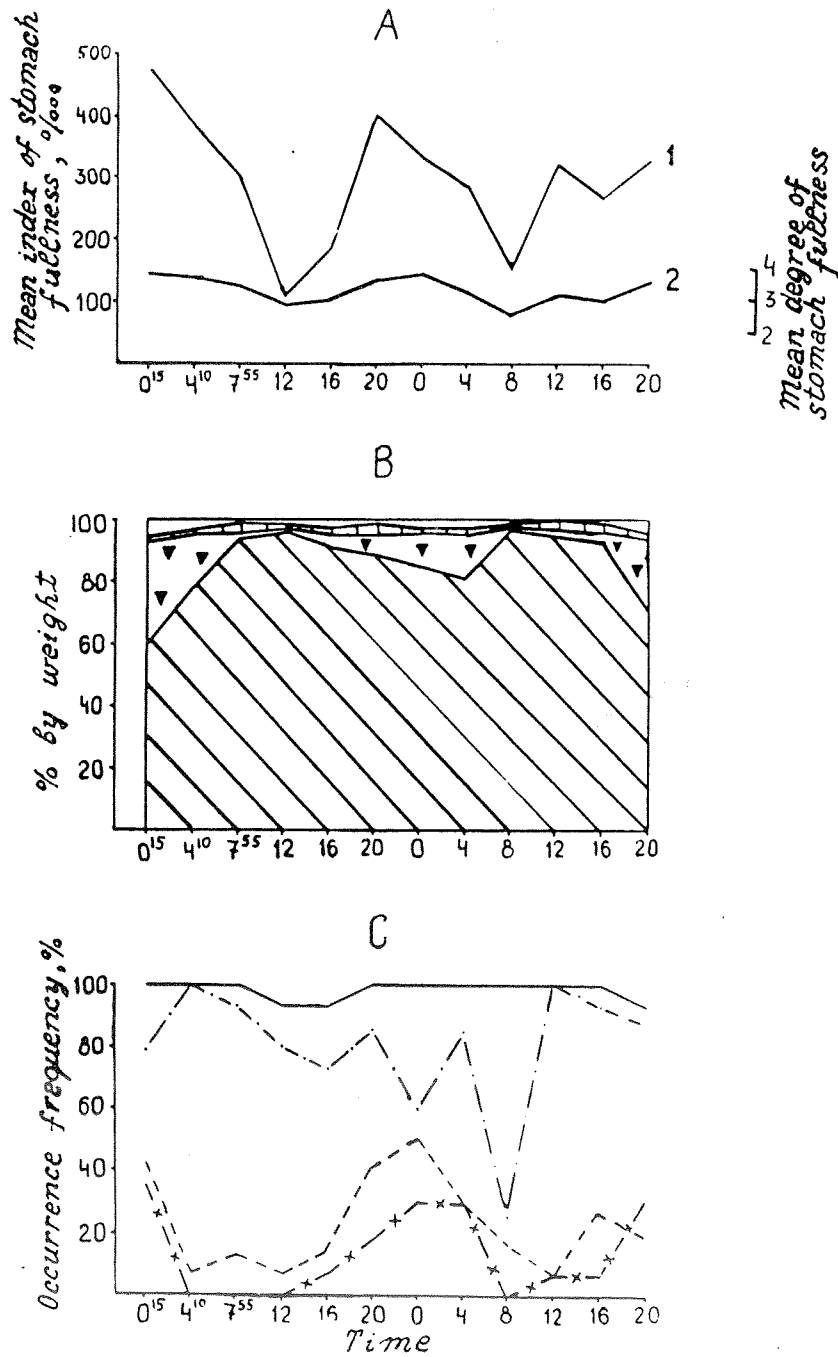 A
Mean index of stomach
fullness, %ooo
500
400
300
200
100
1
2
4
3
2
Mean degree of
stomach fullness
0¹⁵ 4¹⁰ 7⁵⁵ 12 16 20 0 4 8 12 16 20
B
% by weight
100
80
60
40
20
0¹⁵ 4¹⁰ 7⁵⁵ 12 16 20 0 4 8 12 16 20
C
Occurrence frequency, %
100
80
60
40
20
0¹⁵ 4¹⁰ 7⁵⁵ 12 16 20 0 4 8 12 16 20
Time